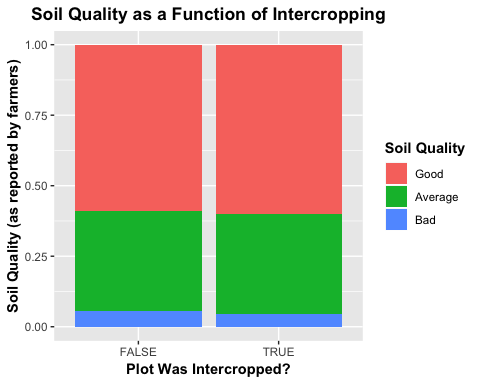 Soil Quality as a Function of Intercropping
Soil Quality (as reported by farmers)
1.00
0.75
0.50
0.25
0.00
FALSE
TRUE
Plot Was Intercropped?
Soil Quality
Good
Average
Bad